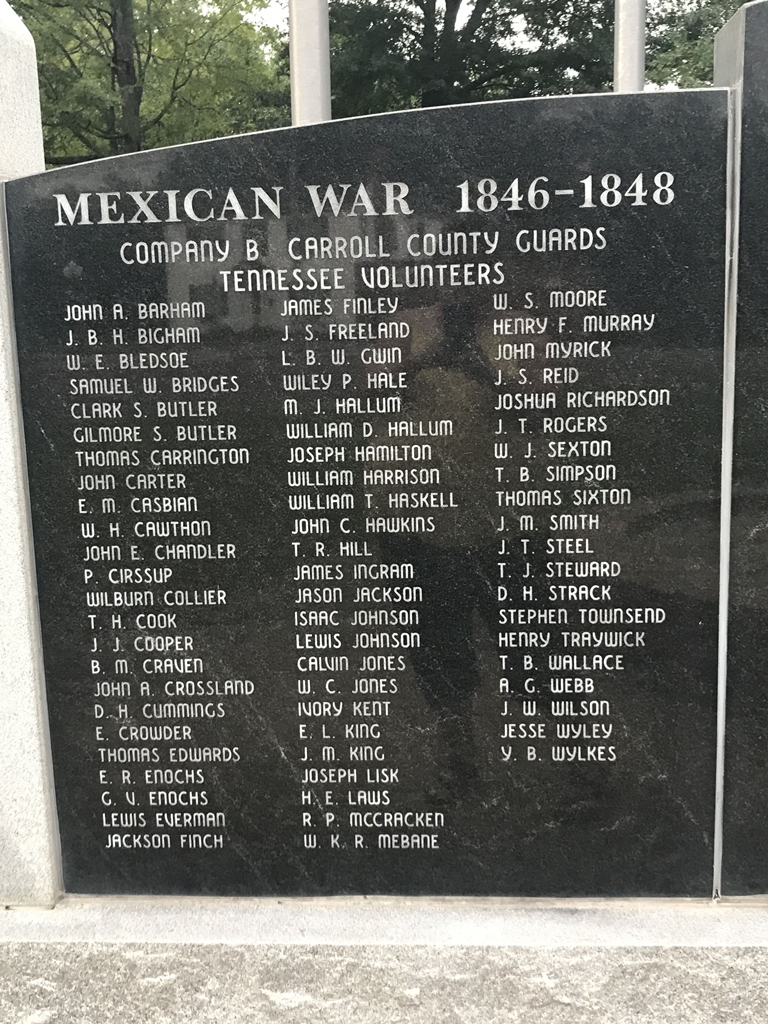 MEXICAN WAR 1846-1848
COMPANY B CARROLL COUNTY GUARDS
TENNESSEE VOLUNTEERS
JOHN A. BARHAM
J. B. H. BIGHAM
W. E. BLEDSOE
SAMUEL W. BRIDGES
CLARK S. BUTLER
GILMORE S. BUTLER
THOMAS CARRINGTON
JOHN CARTER
E. M. CASBIAN
W. H. CAWTHON
JOHN E. CHANDLER
P. CIRSSUP
WILBURN COLLIER
T. H. COOK
J. J. COOPER
B. M. CRAVEN
JOHN A. CROSSLAND
D. H. CUMMINGS
E. CROWDER
THOMAS EDWARDS
E. R. ENOCHS
G. V. ENOCHS
LEWIS EVERMAN
JACKSON FINCH
JAMES FINLEY
J. S. FREELAND
L. B. W. GWIN
WILEY P. HALE
M. J. HALLUM
WILLIAM D. HALLUM
JOSEPH HAMILTON
WILLIAM HARRISON
WILLIAM T. HASKELL
JOHN C. HAWKINS
T. R. HILL
JAMES INGRAM
JASON JACKSON
ISAAC JOHNSON
LEWIS JOHNSON
CALVIN JONES
W. C. JONES
IVORY KENT
E. L. KING
J. M. KING
JOSEPH LISK
H. E. LAWS
R. P. MCCRACKEN
W. K. R. MEBANE
W. S. MOORE
HENRY F. MURRAY
JOHN MYRICK
J. S. REID
JOSHUA RICHARDSON
J. T. ROGERS
W. J. SEXTON
T. B. SIMPSON
THOMAS SIXTON
J. M. SMITH
J. T. STEEL
T. J. STEWARD
D. H. STRACK
STEPHEN TOWNSEND
HENRY TRAYWICK
T. B. WALLACE
A. G. WEBB
J. W. WILSON
JESSE WYLEY
Y. B. WYLKES